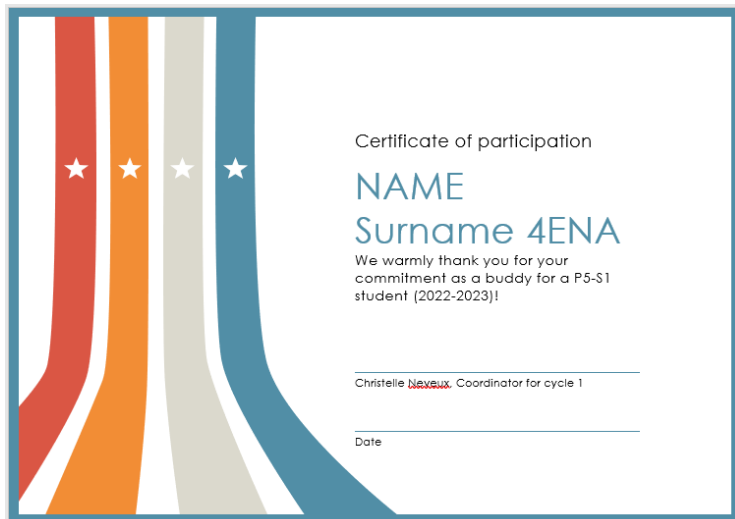 Certificate of participation
NAME
Surname 4ENA
We warmly thank you for your
commitment as a buddy for a P5-S1
student (2022-2023)!
Christelle Neveux, Coordinator for cycle 1
Date